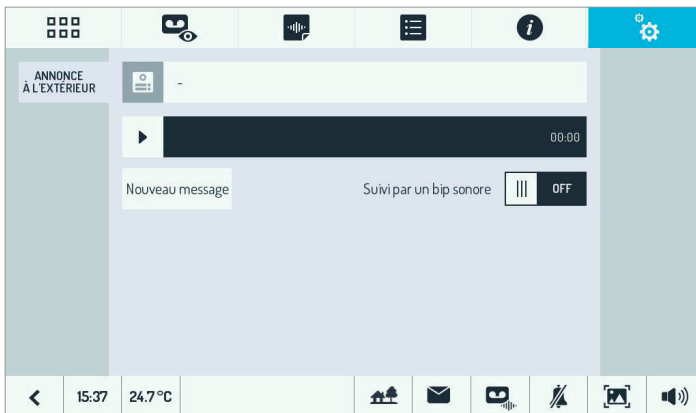 ANNONCE
À L'EXTÉRIEUR
-
00:00
Nouveau message
Suivi par un bip sonore
OFF
15:37
24.7 °C